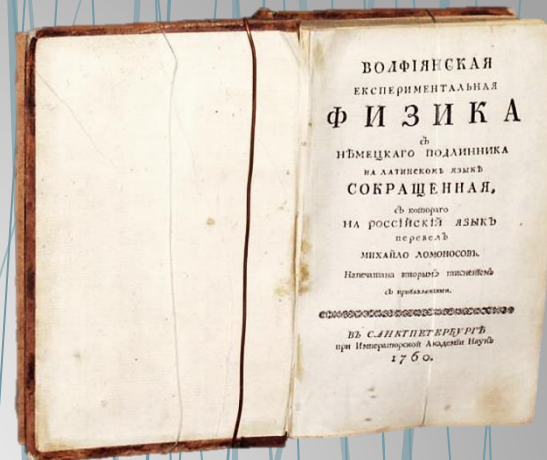 ВОЛФІЯНСКАЯ
ЕКСПЕРИМЕНТАЛЬНАЯ
ФИЗИКА
съ
НѢМЕЦКАГО ПОДЛИННИКА
НА ЛАТИНСКОМЪ ЯЗЫКѢ
СОКРАЩЕННАЯ,
съ котораго
НА РОССІЙСКІЙ ЯЗЫКЪ
перевелъ
МИХАЙЛО ЛОМОНОСОВЪ.
Напечатана вторымъ тисненіемъ
съ прибавленіями.
ВЪ САНКТПЕТЕРБУРГѢ
при Императорской Академіи Наукъ
1760.